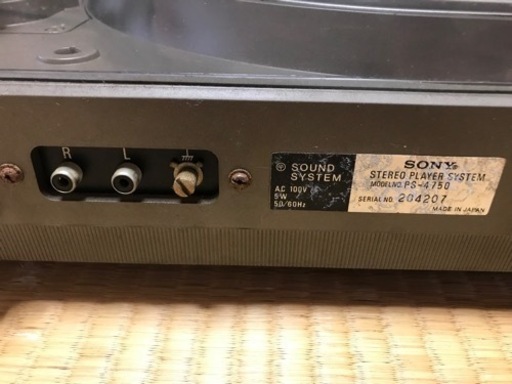 R L
SOUND
SYSTEM
AC 100V
5W
50/60Hz
SONY
STEREO PLAYER SYSTEM
MODEL NO. PS-4750
SERIAL NO. 204207
MADE IN JAPAN